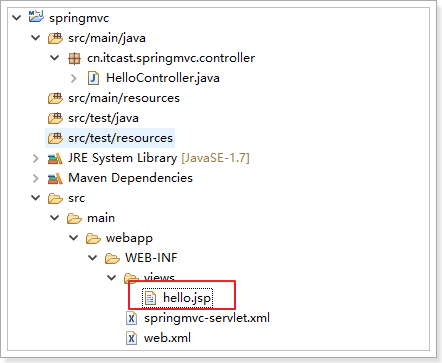 springmvc
src/main/java
cn.itcast.springmvc.controller
HelloController.java
src/main/resources
src/test/java
src/test/resources
JRE System Library [JavaSE-1.7]
Maven Dependencies
src
main
webapp
WEB-INF
views
hello.jsp
springmvc-servlet.xml
web.xml